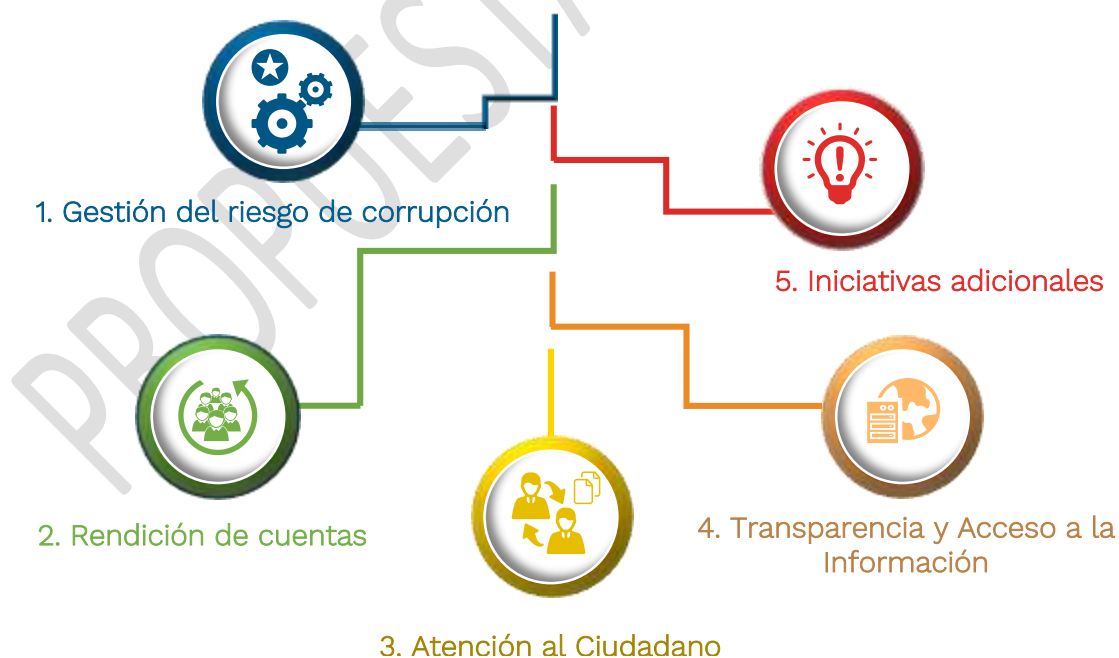 PROPUESTA
1. Gestión del riesgo de corrupción
5. Iniciativas adicionales
2. Rendición de cuentas
4. Transparencia y Acceso a la
Información
3. Atención al Ciudadano